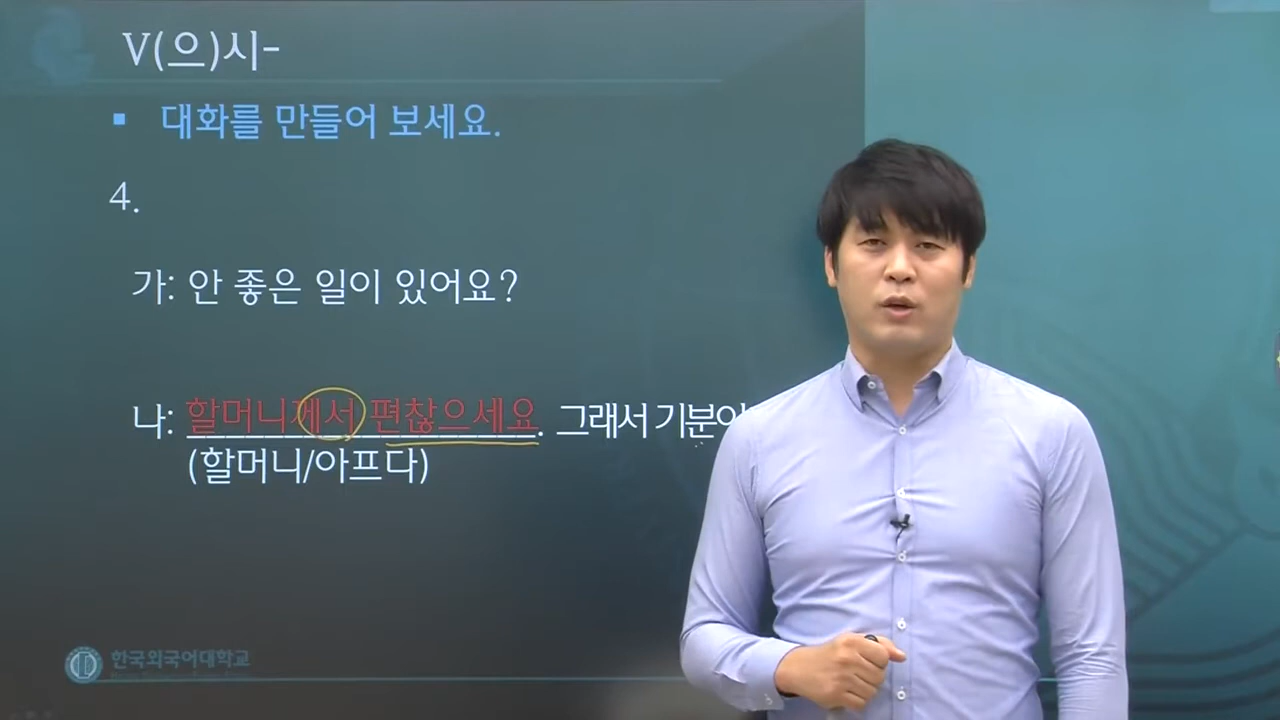 V(으)시-
▪ 대화를 만들어 보세요.
4.
가: 안 좋은 일이 있어요?
나: 할머니께서 편찮으세요. 그래서 기분이
(할머니/아프다)
한국외국어대학교